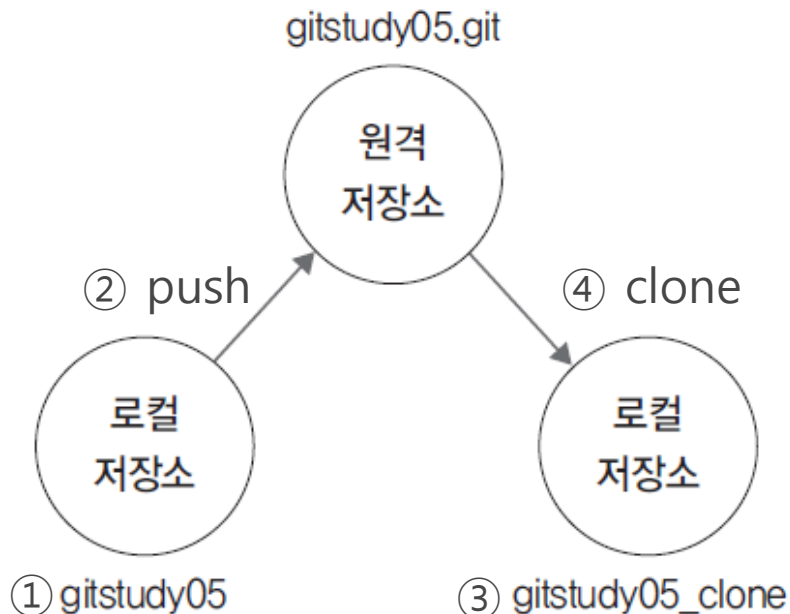 gitstudy05.git
원격
저장소
② push
④ clone
로컬
저장소
로컬
저장소
① gitstudy05
③ gitstudy05_clone